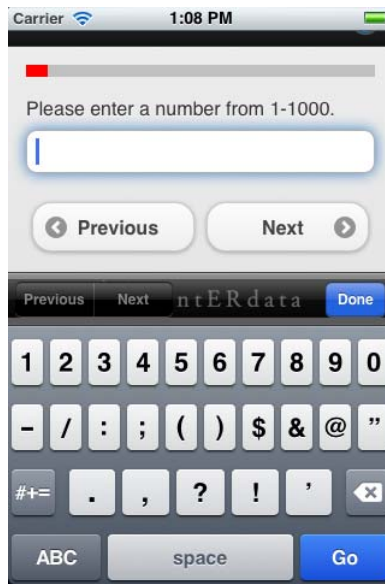 Carrier 1:08 PM
Please enter a number from 1-1000.
Previous Next
Previous Next ntERdata Done
1 2 3 4 5 6 7 8 9 0
- / : ; ( ) $ & @ "
#+= . , ? ! '
ABC space Go